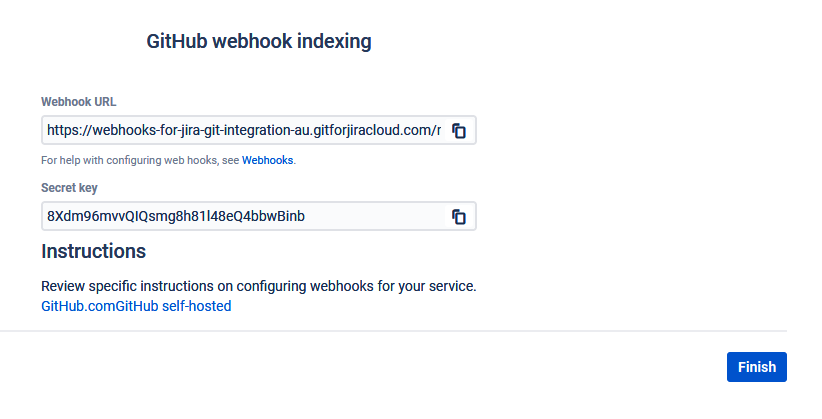 GitHub webhook indexing
Webhook URL
https://webhooks-for-jira-git-integration-au.gitforjiracloud.com/r
For help with configuring web hooks, see Webhooks.
Secret key
8Xdm96mvvQIQsmg8h81l48eQ4bbwBinb
Instructions
Review specific instructions on configuring webhooks for your service.
GitHub.comGitHub self-hosted
Finish